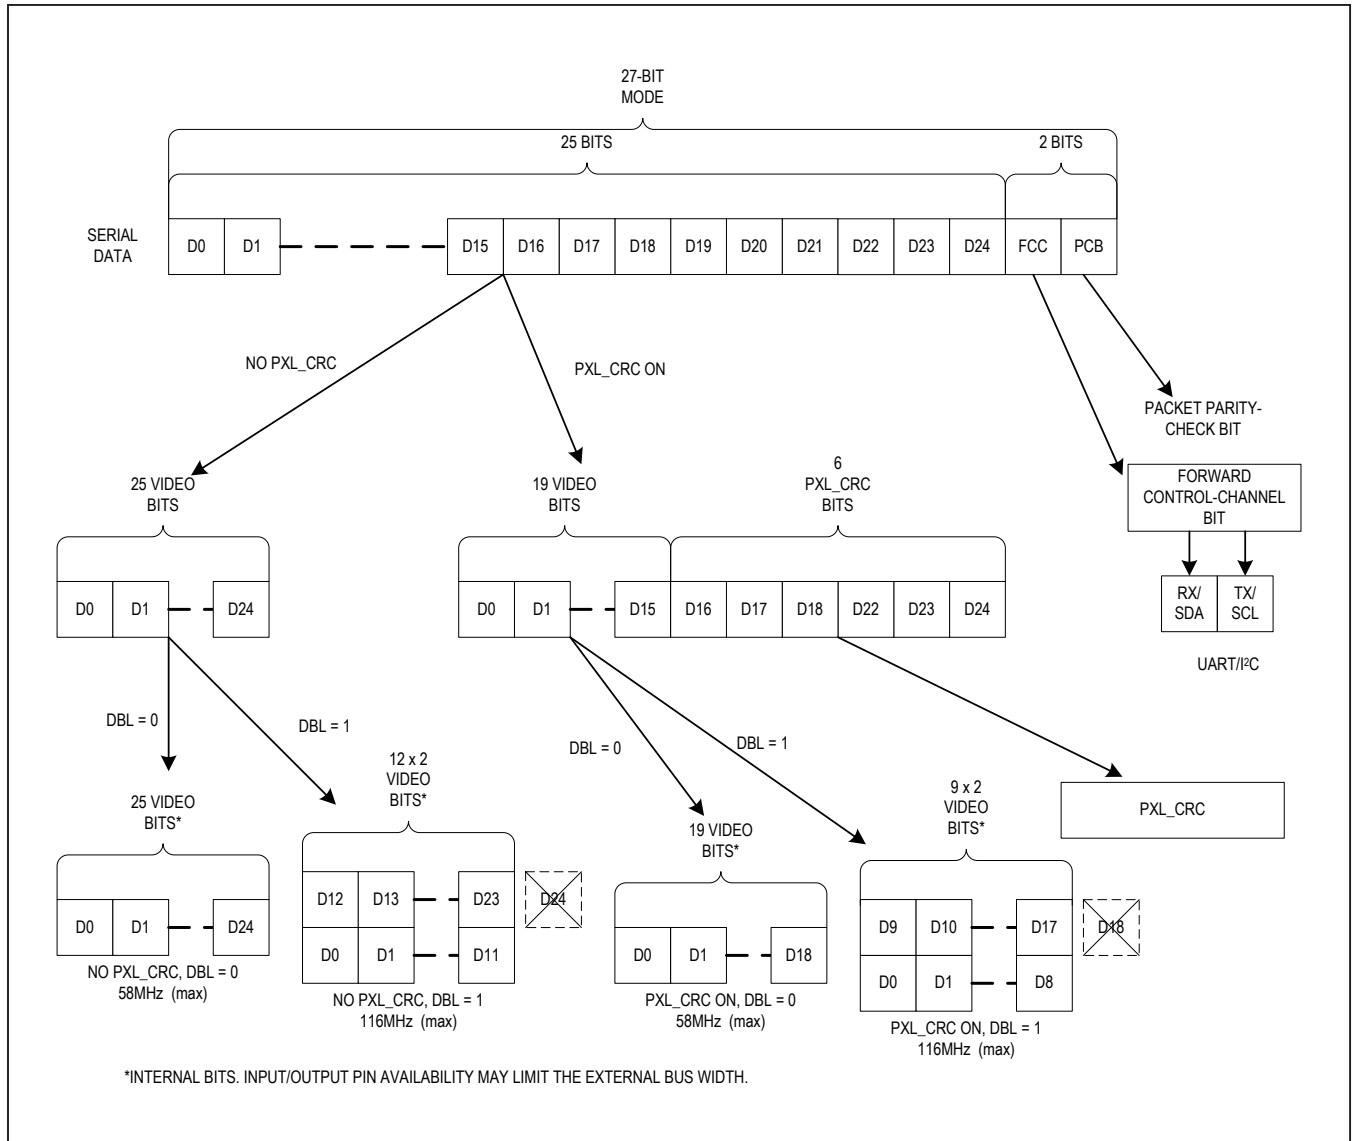 27-BIT
MODE
25 BITS
2 BITS
SERIAL
DATA
D0 D1 D15 D16 D17 D18 D19 D20 D21 D22 D23 D24 FCC PCB
NO PXL_CRC
PXL_CRC ON
PACKET PARITY-
CHECK BIT
25 VIDEO
BITS
19 VIDEO
BITS
6
PXL_CRC
BITS
FORWARD
CONTROL-CHANNEL
BIT
D0 D1 D24
D0 D1 D15 D16 D17 D18 D22 D23 D24
RX/
SDA
TX/
SCL
UART/I²C
DBL = 0
DBL = 1
DBL = 0
DBL = 1
25 VIDEO
BITS*
12 x 2
VIDEO
BITS*
19 VIDEO
BITS*
9 x 2
VIDEO
BITS*
PXL_CRC
D0 D1 D24
NO PXL_CRC, DBL = 0
58MHz (max)
D12 D13 D23 D24
D0 D1 D11
NO PXL_CRC, DBL = 1
116MHz (max)
D0 D1 D18
PXL_CRC ON, DBL = 0
58MHz (max)
D9 D10 D17 D18
D0 D1 D8
PXL_CRC ON, DBL = 1
116MHz (max)
*INTERNAL BITS. INPUT/OUTPUT PIN AVAILABILITY MAY LIMIT THE EXTERNAL BUS WIDTH.